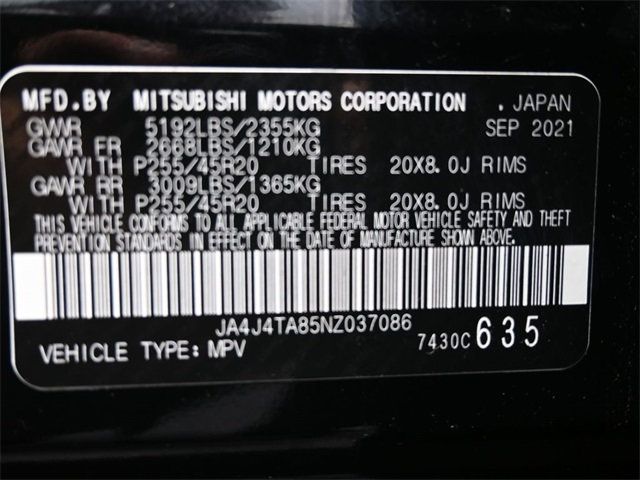 MFD.BY MITSUBISHI MOTORS CORPORATION . JAPAN
GVWR 5192LBS/2355KG SEP 2021
GAWR FR 2668LBS/1210KG
WITH P255/45R20 TIRES 20X8.0J RIMS
GAWR RR 3009LBS/1365KG
WITH P255/45R20 TIRES 20X8.0J RIMS
THIS VEHICLE CONFORMS TO ALL APPLICABLE FEDERAL MOTOR VEHICLE SAFETY AND THEFT
PREVENTION STANDARDS IN EFFECT ON THE DATE OF MANUFACTURE SHOWN ABOVE.
JA4J4TA85NZ037086
VEHICLE TYPE:MPV 7430C635